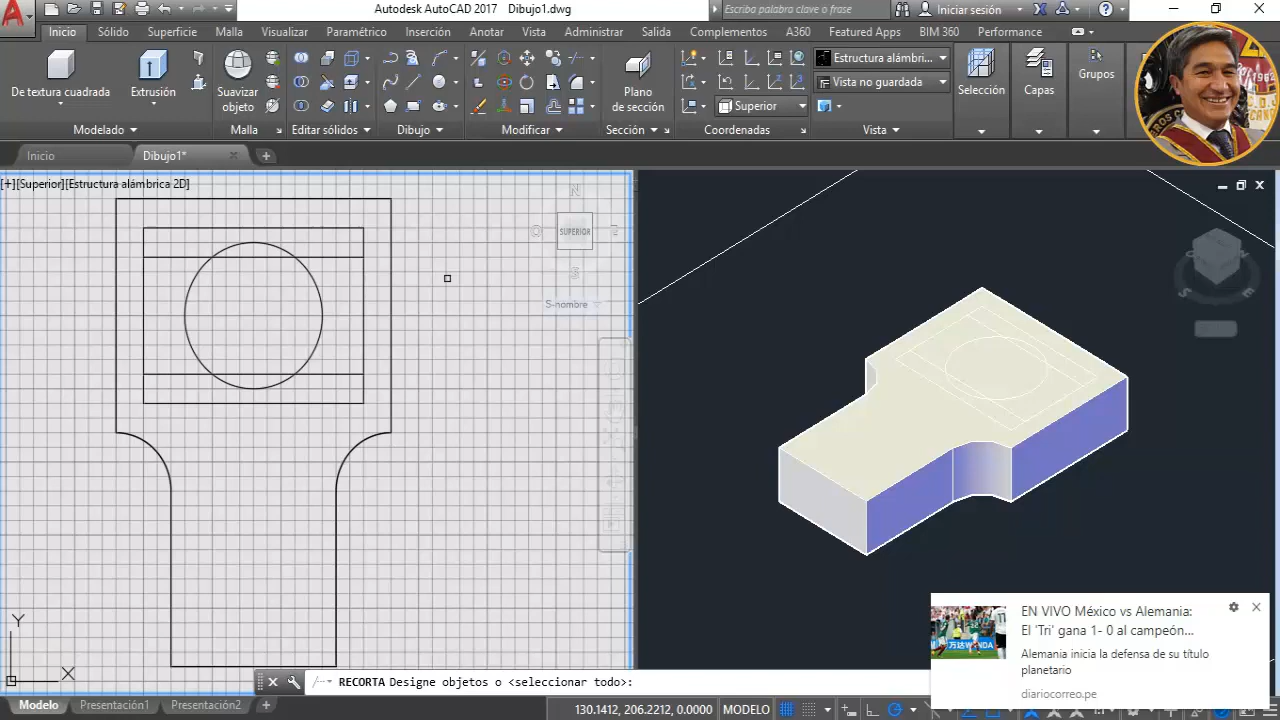 Autodesk AutoCAD 2017 Dibujo1.dwg
Escriba palabra clave o frase
Iniciar sesión
Inicio Sólido Superficie Malla Visualizar Paramétrico Inserción Anotar Vista Administrar Salida Complementos A360 Featured Apps BIM 360 Performance
De textura cuadrada
Extrusión
Suavizar
objeto
Plano
de sección
Estructura alámbri...
Vista no guardada
Superior
Selección
Capas
Grupos
Modelado Malla Editar sólidos Dibujo Modificar Sección Coordenadas Vista
Inicio Dibujo1*
[+][Superior][Estructura alámbrica 2D]
N
SUPERIOR
O
S
S-nombre
S
E
Y
X
EN VIVO México vs Alemania:
El 'Tri' gana 1- 0 al campeón...
Alemania inicia la defensa de su título
planetario
diariocorreo.pe
RECORTA Designe objetos o <seleccionar todo>:
Modelo Presentación1 Presentación2
130.1412, 206.2212, 0.0000 MODELO